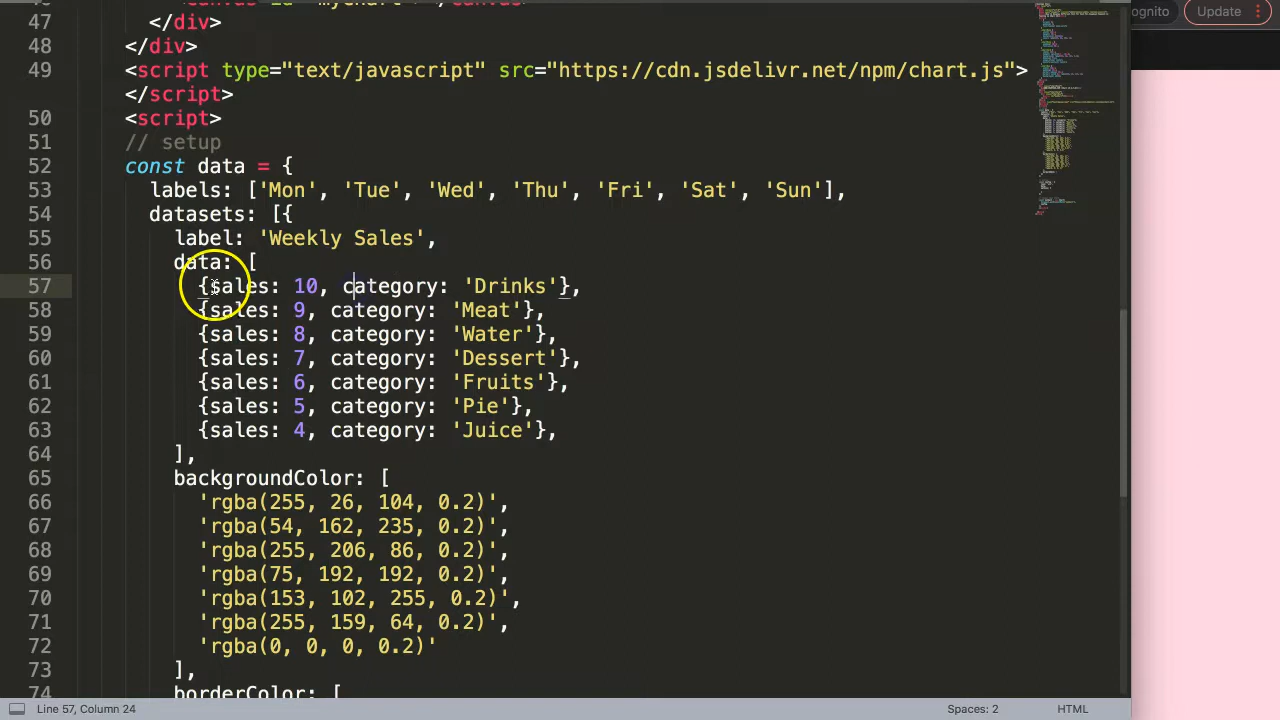 ognito Update
47 </div>
48 </div>
49 <script type="text/javascript" src="https://cdn.jsdelivr.net/npm/chart.js">
</script>
50 <script>
51 // setup
52 const data = {
53 labels: ['Mon', 'Tue', 'Wed', 'Thu', 'Fri', 'Sat', 'Sun'],
54 datasets: [{
55 label: 'Weekly Sales',
56 data: [
57 {sales: 10, category: 'Drinks'},
58 {sales: 9, category: 'Meat'},
59 {sales: 8, category: 'Water'},
60 {sales: 7, category: 'Dessert'},
61 {sales: 6, category: 'Fruits'},
62 {sales: 5, category: 'Pie'},
63 {sales: 4, category: 'Juice'},
64 ],
65 backgroundColor: [
66 'rgba(255, 26, 104, 0.2)',
67 'rgba(54, 162, 235, 0.2)',
68 'rgba(255, 206, 86, 0.2)',
69 'rgba(75, 192, 192, 0.2)',
70 'rgba(153, 102, 255, 0.2)',
71 'rgba(255, 159, 64, 0.2)',
72 'rgba(0, 0, 0, 0.2)'
73 ],
74 borderColor: [
Line 57, Column 24 Spaces: 2 HTML